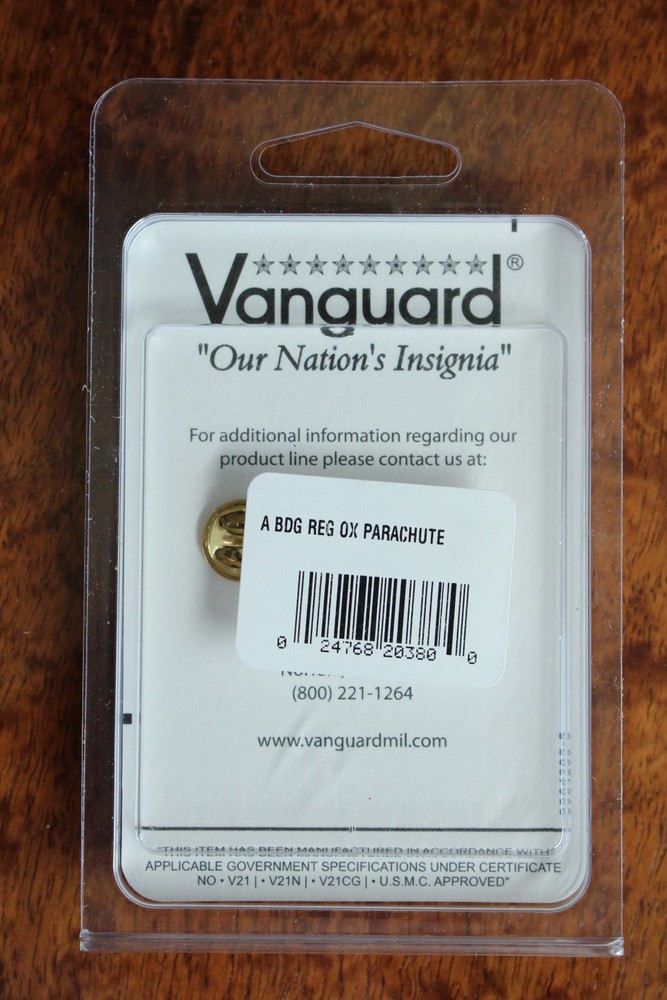 Vanguard®
"Our Nation's Insignia"
For additional information regarding our
product line please contact us at:
A BDG REG OX PARACHUTE
0 24768 20380 0
(800) 221-1264
www.vanguardmil.com
"THIS ITEM HAS BEEN MANUFACTURED IN ACCORDANCE WITH
APPLICABLE GOVERNMENT SPECIFICATIONS UNDER CERTIFICATE
NO • V21 | • V21N | • V21CG | • U.S.M.C. APPROVED"